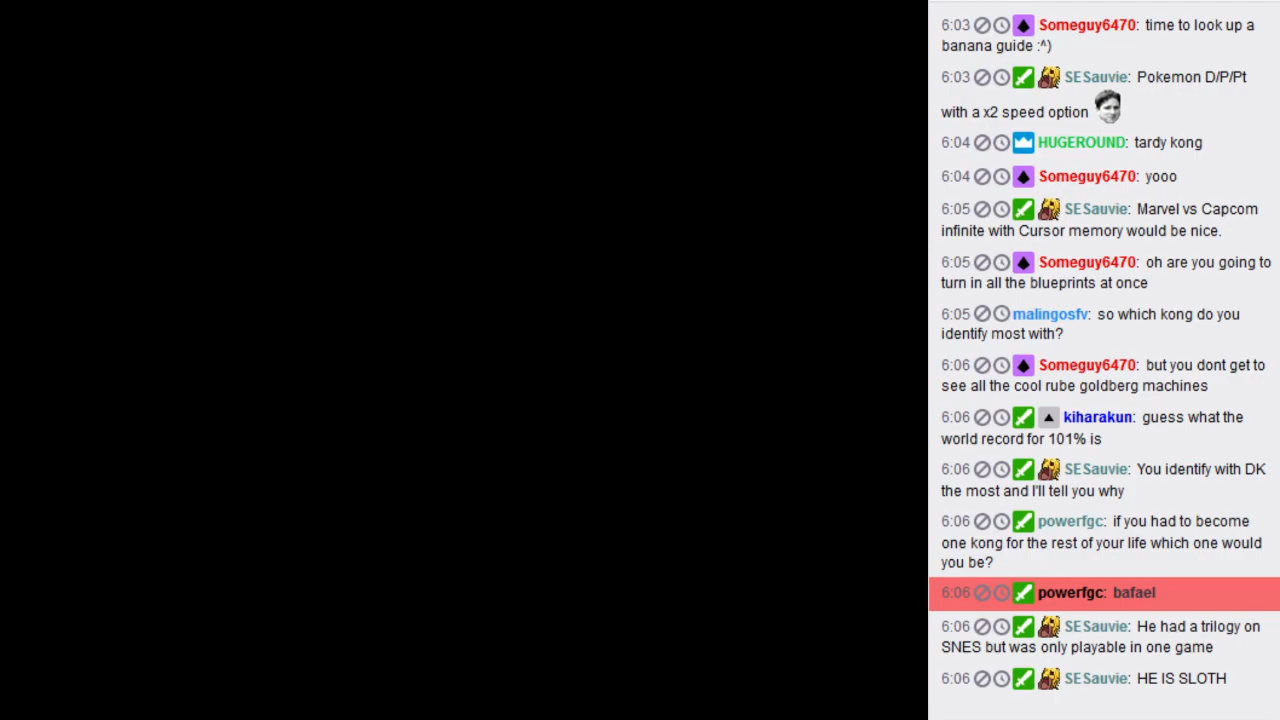 6:03 Someguy6470: time to look up a
banana guide :^)
6:03 SESauvie: Pokemon D/P/Pt
with a x2 speed option
6:04 HUGEROUND: tardy kong
6:04 Someguy6470: yooo
6:05 SESauvie: Marvel vs Capcom
infinite with Cursor memory would be nice.
6:05 Someguy6470: oh are you going to
turn in all the blueprints at once
6:05 malingosfv: so which kong do you
identify most with?
6:06 Someguy6470: but you dont get to
see all the cool rube goldberg machines
6:06 kiharakun: guess what the
world record for 101% is
6:06 SESauvie: You identify with DK
the most and I'll tell you why
6:06 powerfgc: if you had to become
one kong for the rest of your life which one would
you be?
6:06 powerfgc: bafael
6:06 SESauvie: He had a trilogy on
SNES but was only playable in one game
6:06 SESauvie: HE IS SLOTH